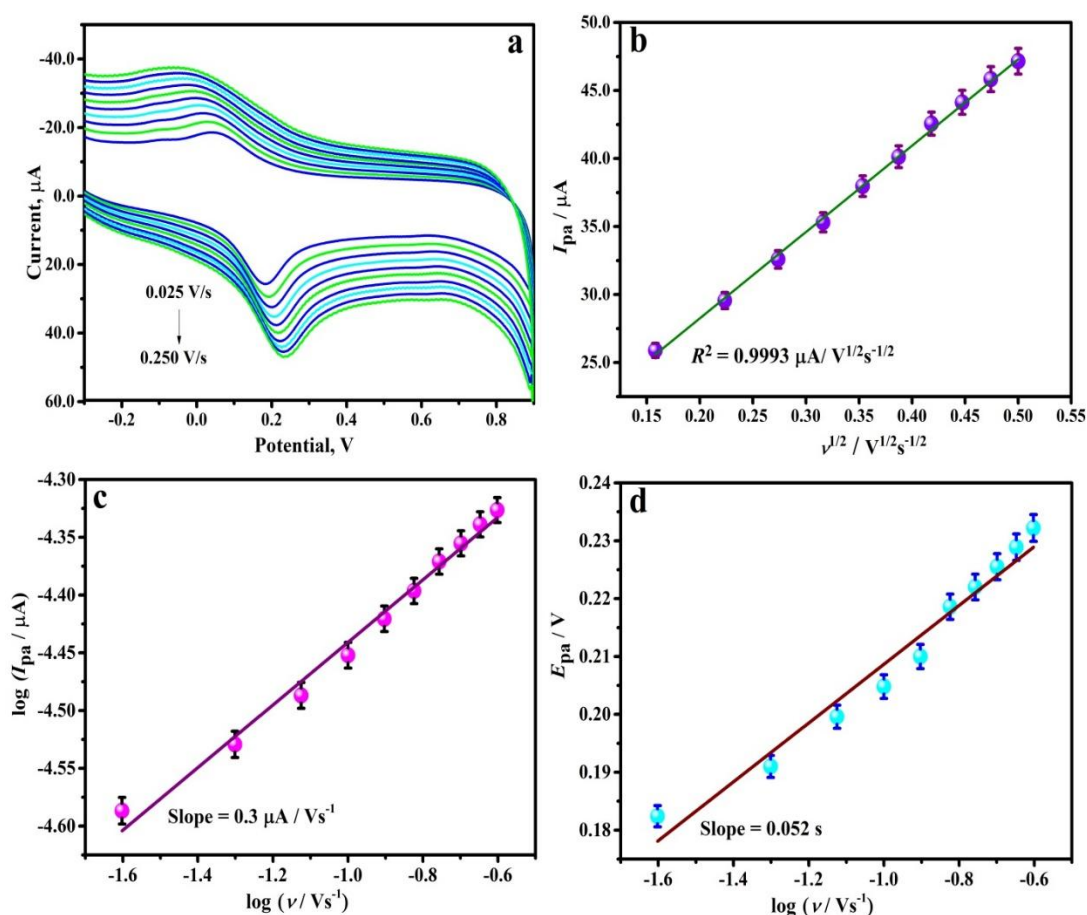 a
-40.0
-20.0
0.0
20.0
40.0
60.0
Current, μA
0.025 V/s
0.250 V/s
-0.2 0.0 0.2 0.4 0.6 0.8
Potential, V
b
50.0
45.0
40.0
35.0
30.0
25.0
Ipa / μA
R² = 0.9993 μA/ V¹/²s⁻¹/²
0.15 0.20 0.25 0.30 0.35 0.40 0.45 0.50 0.55
ν¹/² / V¹/²s⁻¹/²
c
-4.30
-4.35
-4.40
-4.45
-4.50
-4.55
-4.60
log (Ipa / μA)
Slope = 0.3 μA / Vs⁻¹
-1.6 -1.4 -1.2 -1.0 -0.8 -0.6
log (ν / Vs⁻¹)
d
0.24
0.23
0.22
0.21
0.20
0.19
0.18
Epa / V
Slope = 0.052 s
-1.6 -1.4 -1.2 -1.0 -0.8 -0.6
log (ν / Vs⁻¹)